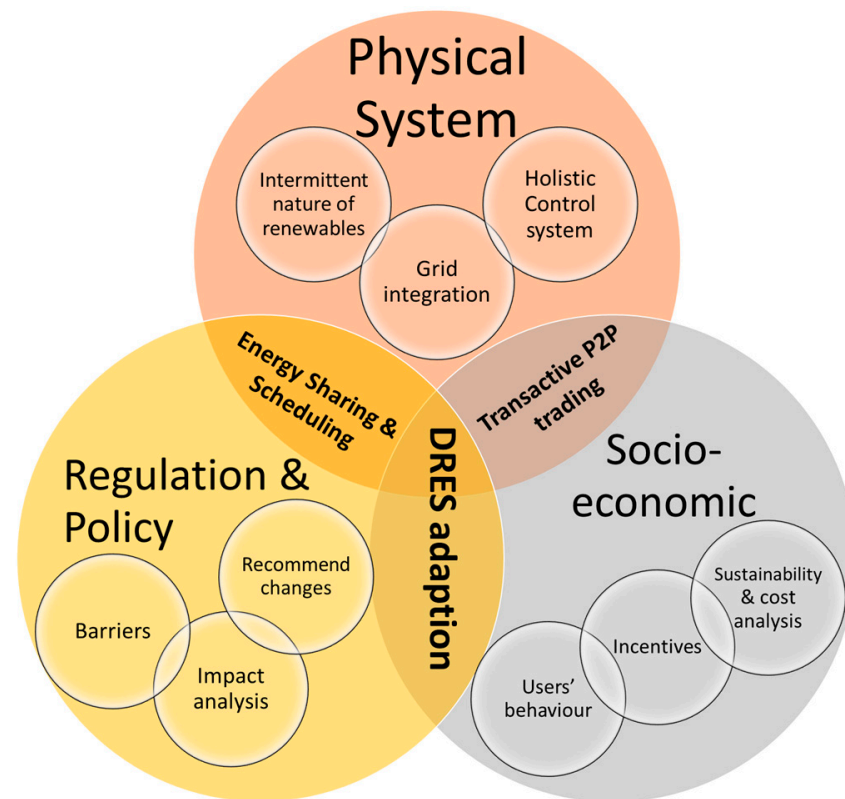 Physical
System
Intermittent
nature of
renewables
Holistic
Control
system
Grid
integration
Energy Sharing &
Scheduling
Transactive P2P
trading
DRES adaption
Regulation &
Policy
Recommend
changes
Barriers
Impact
analysis
Socio-
economic
Sustainability
& cost
analysis
Incentives
Users'
behaviour